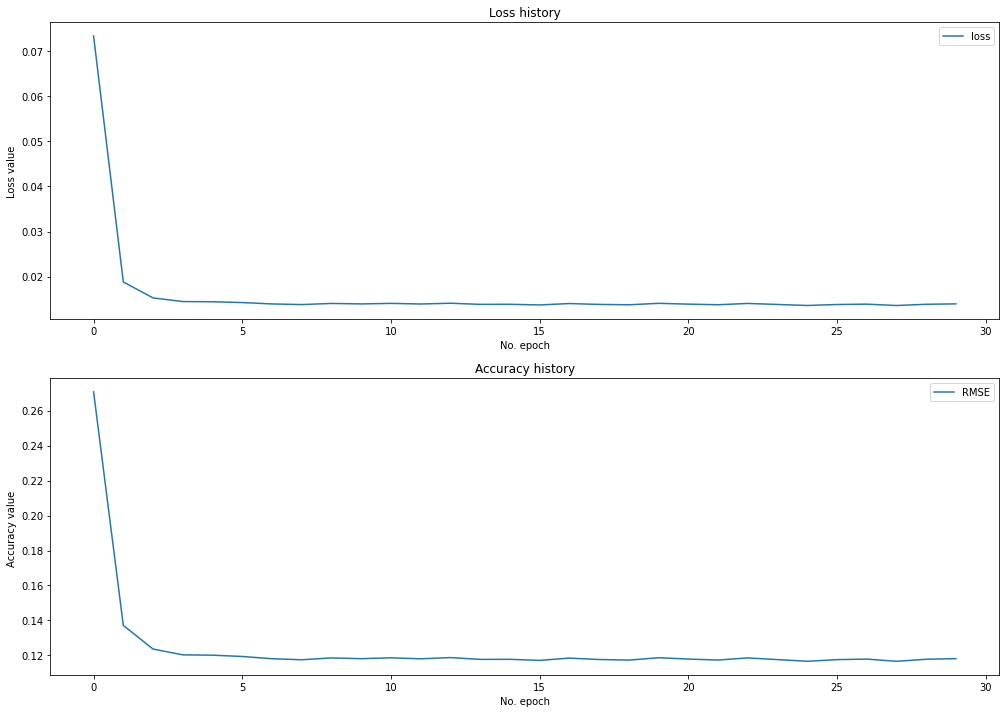 Loss history
loss
0.07
0.06
0.05
0.04
0.03
0.02
Loss value
0 5 10 15 20 25 30
No. epoch
Accuracy history
RMSE
0.26
0.24
0.22
0.20
0.18
0.16
0.14
0.12
Accuracy value
0 5 10 15 20 25 30
No. epoch